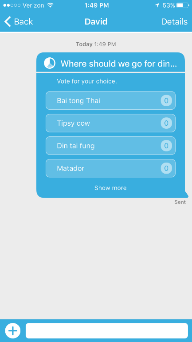 Verizon 1:49 PM 53%
Back David Details
Today 1:49 PM
Where should we go for din...
Vote for your choice
Bai tong Thai 0
Tipsy cow 0
Din tai fung 0
Matador 0
Show more
Sent